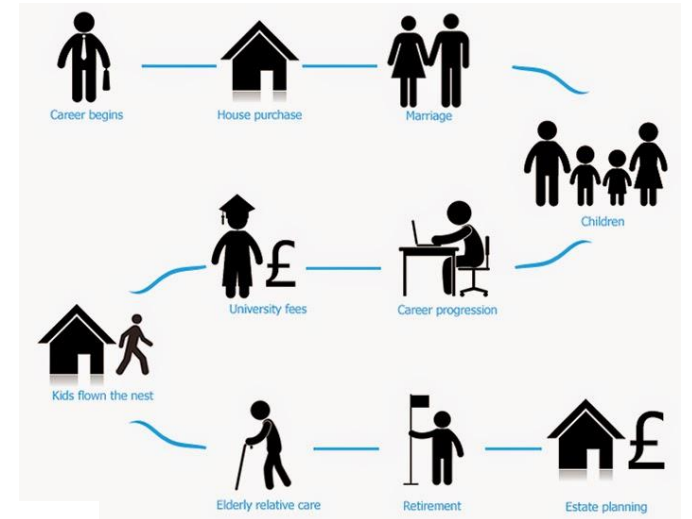 Career begins
House purchase
Marriage
Children
Career progression
£
University fees
Kids flown the nest
Elderly relative care
Retirement
£
Estate planning